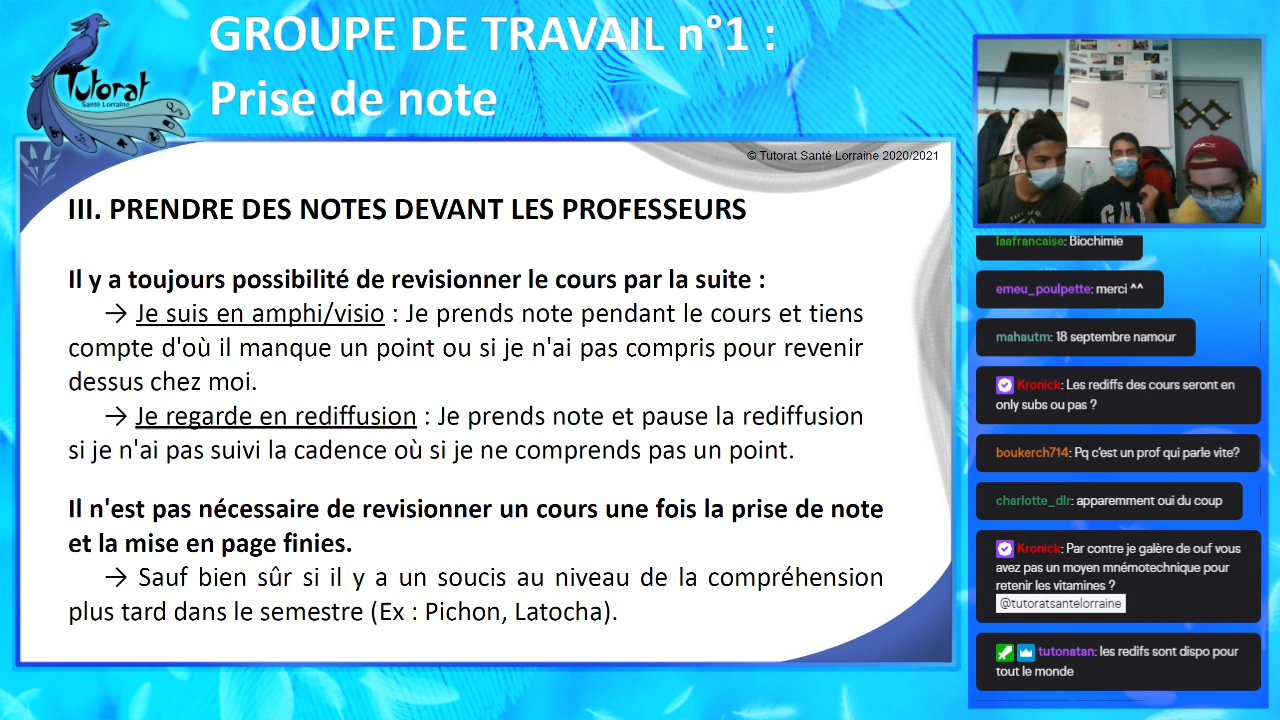 GROUPE DE TRAVAIL n°1 :
Prise de note
Tutorat
Santé Lorraine
© Tutorat Santé Lorraine 2020/2021
III. PRENDRE DES NOTES DEVANT LES PROFESSEURS
Il y a toujours possibilité de revisionner le cours par la suite :
→ Je suis en amphi/visio : Je prends note pendant le cours et tiens
compte d'où il manque un point ou si je n'ai pas compris pour revenir
dessus chez moi.
→ Je regarde en rediffusion : Je prends note et pause la rediffusion
si je n'ai pas suivi la cadence où si je ne comprends pas un point.
Il n'est pas nécessaire de revisionner un cours une fois la prise de note
et la mise en page finies.
→ Sauf bien sûr si il y a un soucis au niveau de la compréhension
plus tard dans le semestre (Ex : Pichon, Latocha).
laafrancaise: Biochimie
emeu_poulpette: merci ^^
mahautm: 18 septembre namour
Kronick: Les rediffs des cours seront en
only subs ou pas ?
boukerch714: Pq c'est un prof qui parle vite?
charlotte_dlr: apparemment oui du coup
Kronick: Par contre je galère de ouf vous
avez pas un moyen mnémotechnique pour
retenir les vitamines ?
@tutoratsantelorraine
tutonatan: les redifs sont dispo pour
tout le monde